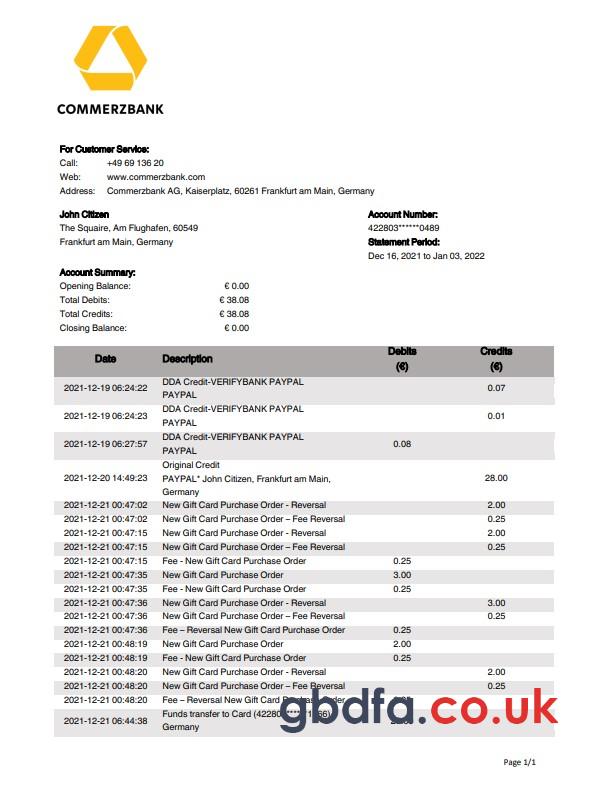 COMMERZBANK
For Customer Service:
Call: +49 69 136 20
Web: www.commerzbank.com
Address: Commerzbank AG, Kaiserplatz, 60261 Frankfurt am Main, Germany
John Citizen Account Number:
The Squaire, Am Flughafen, 60549 422803******0489
Frankfurt am Main, Germany Statement Period:
Dec 16, 2021 to Jan 03, 2022
Account Summary:
Opening Balance: € 0.00
Total Debits: € 38.08
Total Credits: € 38.08
Closing Balance: € 0.00
Date Description Debits (€) Credits (€)
2021-12-19 06:24:22 DDA Credit-VERIFYBANK PAYPAL 0.07
PAYPAL
2021-12-19 06:24:23 DDA Credit-VERIFYBANK PAYPAL 0.01
PAYPAL
2021-12-19 06:27:57 DDA Credit-VERIFYBANK PAYPAL 0.08
PAYPAL
Original Credit
2021-12-20 14:49:23 PAYPAL* John Citizen, Frankfurt am Main, 28.00
Germany
2021-12-21 00:47:02 New Gift Card Purchase Order - Reversal 2.00
2021-12-21 00:47:02 New Gift Card Purchase Order – Fee Reversal 0.25
2021-12-21 00:47:15 New Gift Card Purchase Order - Reversal 2.00
2021-12-21 00:47:15 New Gift Card Purchase Order – Fee Reversal 0.25
2021-12-21 00:47:15 Fee - New Gift Card Purchase Order 0.25
2021-12-21 00:47:35 New Gift Card Purchase Order 3.00
2021-12-21 00:47:35 Fee - New Gift Card Purchase Order 0.25
2021-12-21 00:47:36 New Gift Card Purchase Order - Reversal 3.00
2021-12-21 00:47:36 New Gift Card Purchase Order – Fee Reversal 0.25
2021-12-21 00:47:36 Fee – Reversal New Gift Card Purchase Order 0.25
2021-12-21 00:48:19 New Gift Card Purchase Order 2.00
2021-12-21 00:48:19 Fee - New Gift Card Purchase Order 0.25
2021-12-21 00:48:20 New Gift Card Purchase Order - Reversal 2.00
2021-12-21 00:48:20 New Gift Card Purchase Order – Fee Reversal 0.25
2021-12-21 00:48:20 Fee – Reversal New Gift Card Purchase Order
2021-12-21 06:44:38 Funds transfer to Card
Germany
gbdfa.co.uk
Page 1/1